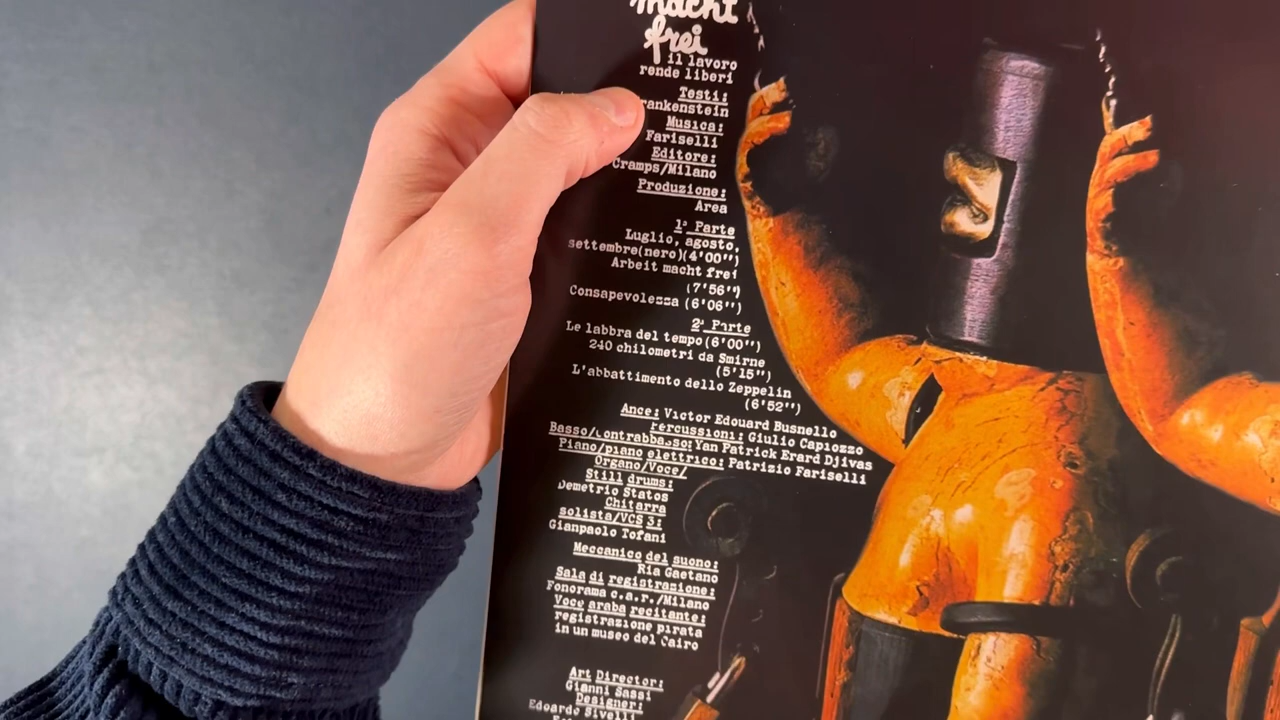 macht
frei
il lavoro
rende liberi
Testi:
rankenstein
Musica:
Fariselli
Editore:
Cramps/Milano
Produzione:
Area
1ª Parte
Luglio, agosto,
settembre(nero)(4'00'')
Arbeit macht frei
(7'56'')
Consapevolezza (6'06'')
2ª Parte
Le labbra del tempo(6'00'')
240 chilometri da Smirne
(5'15'')
L'abbattimento dello Zeppelin
(6'52'')
Ance: Victor Edouard Busnello
Percussioni: Giulio Capiozzo
Basso/Contrabbasso: Yan Patrick Erard Djivas
Piano/piano elettrico: Patrizio Fariselli
Organo/Voce/
Still drums:
Demetrio Statos
Chitarra
solista/VCS 3:
Gianpaolo Tofani
Meccanico del suono:
Ria Gaetano
Sala di registrazione:
Fonorama c.a.r./Milano
Voce araba recitante:
registrazione pirata
in un museo del Cairo
Art Director:
Gianni Sassi
Designer:
Edoardo Sivelli